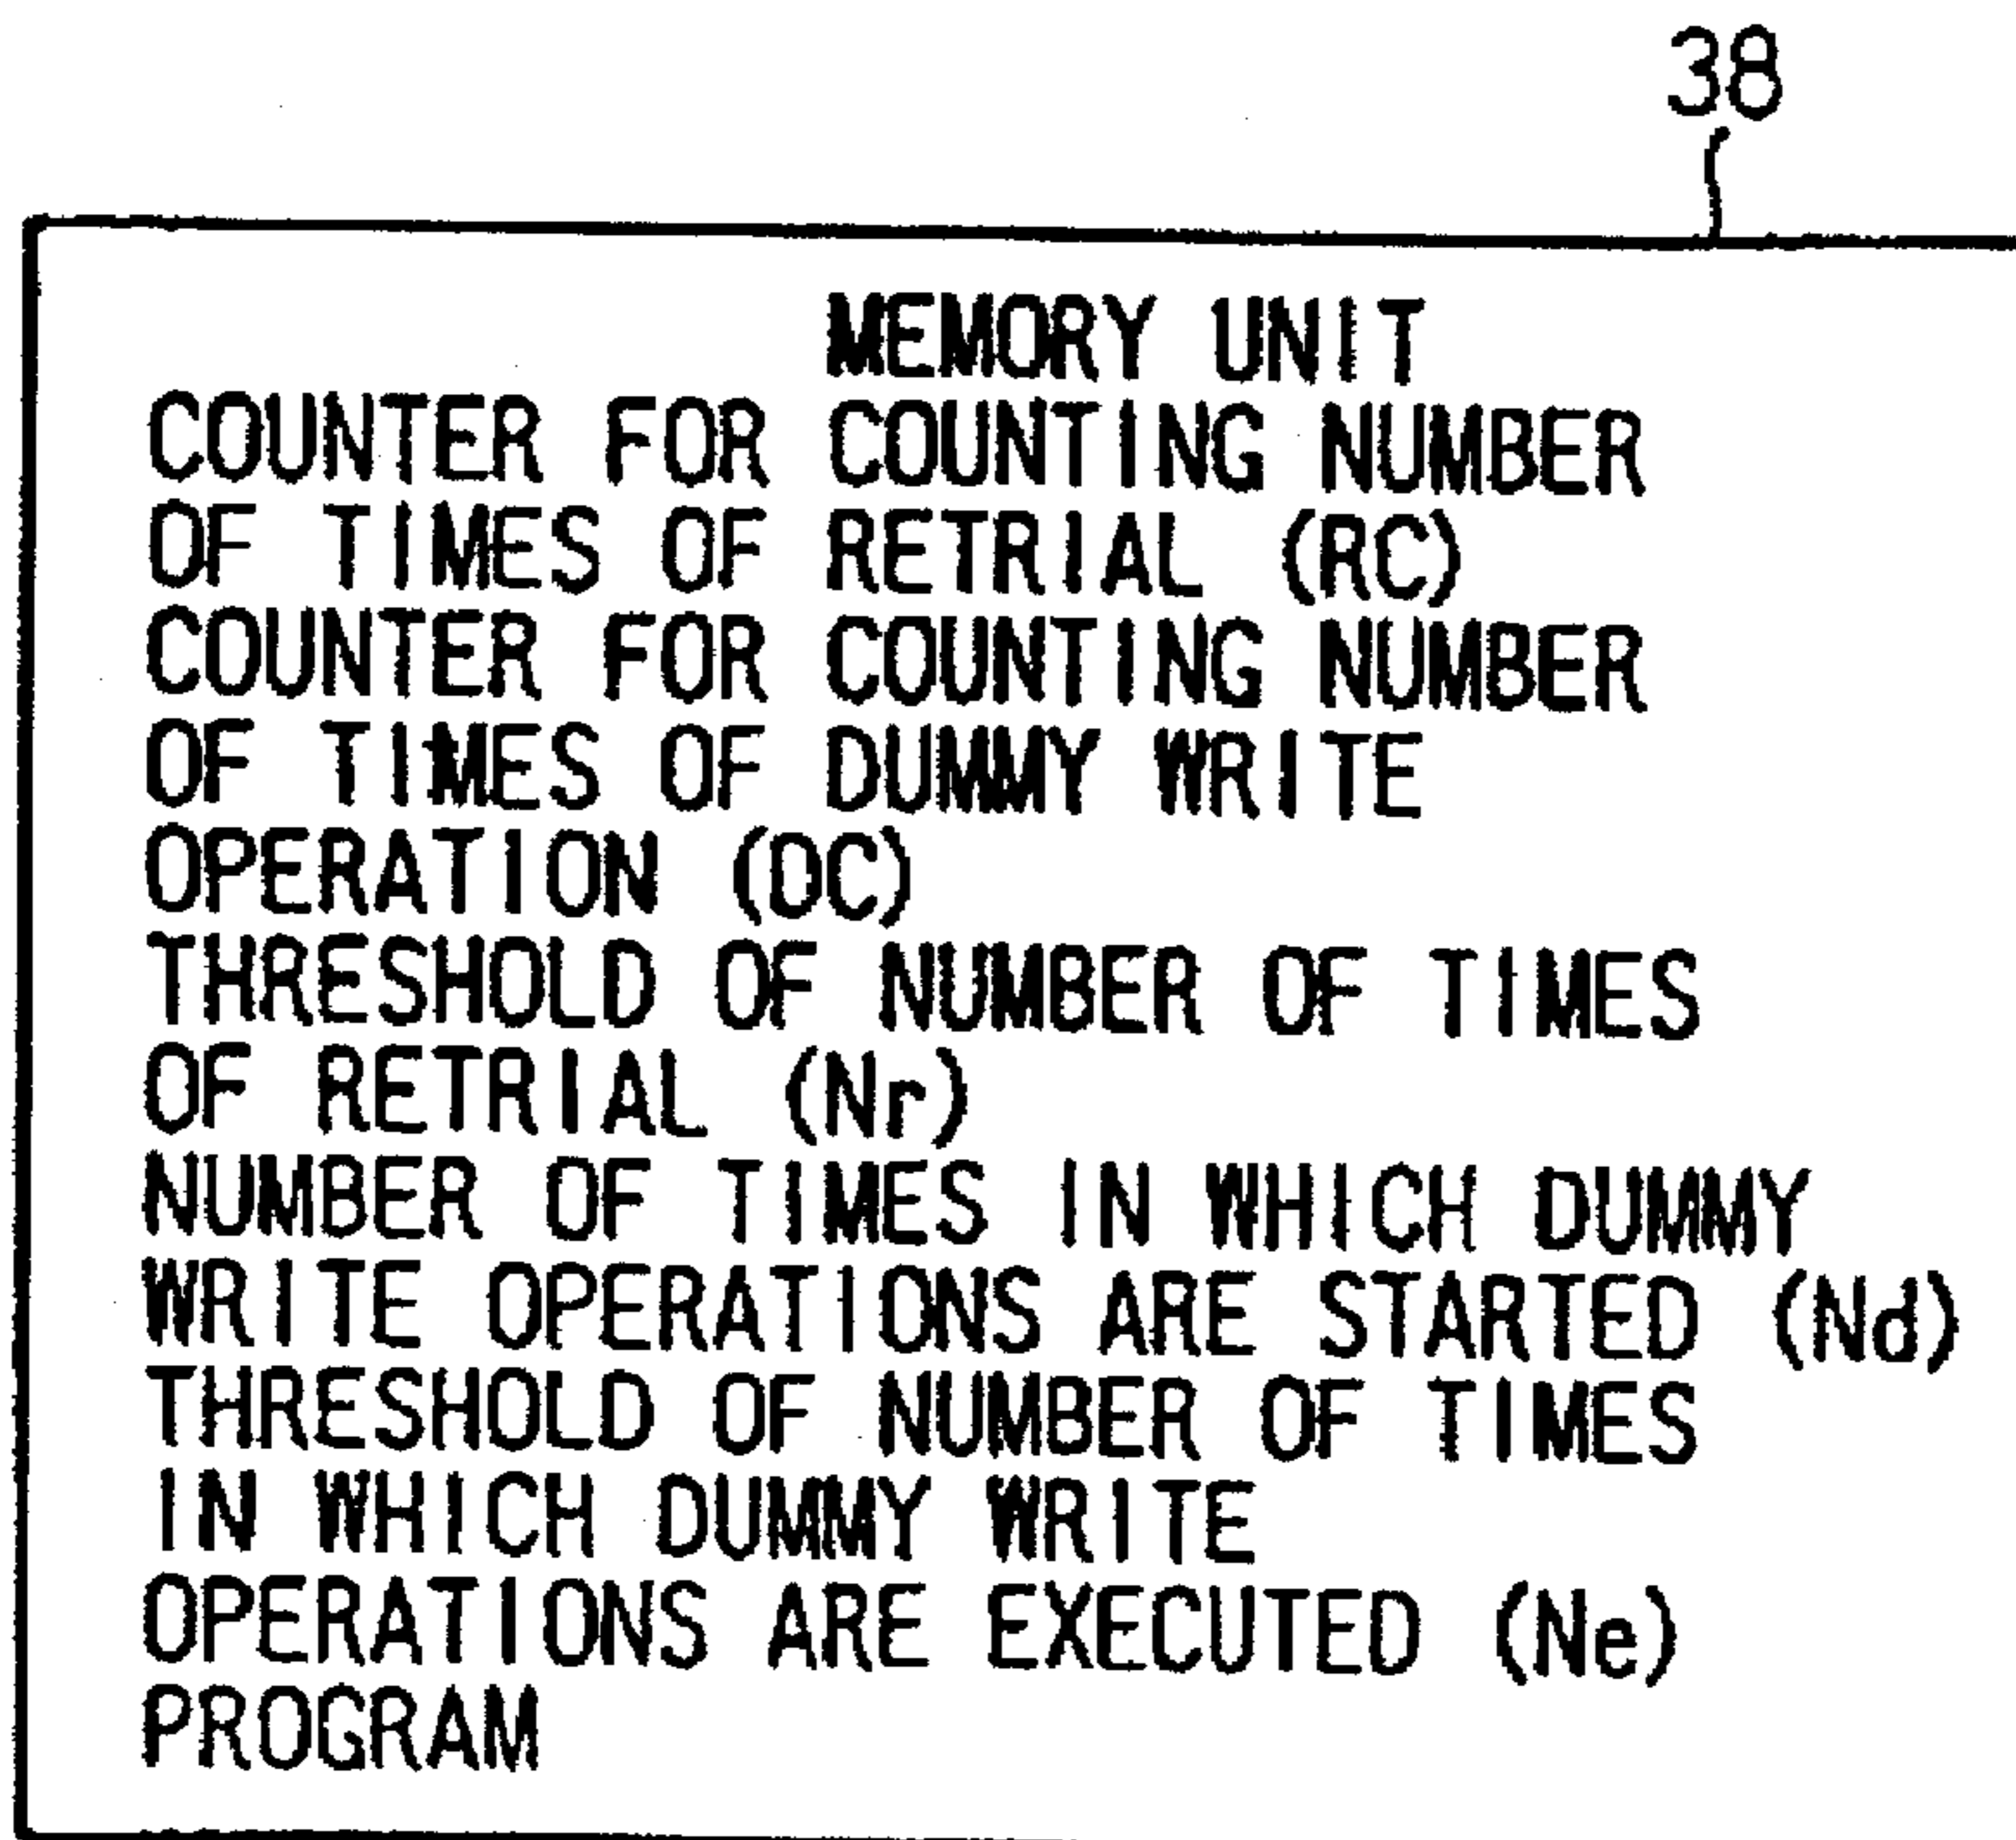 38
MEMORY UNIT
COUNTER FOR COUNTING NUMBER
OF TIMES OF RETRIAL (RC)
COUNTER FOR COUNTING NUMBER
OF TIMES OF DUMMY WRITE
OPERATION (DC)
THRESHOLD OF NUMBER OF TIMES
OF RETRIAL (Nr)
NUMBER OF TIMES IN WHICH DUMMY
WRITE OPERATIONS ARE STARTED (Nd)
THRESHOLD OF NUMBER OF TIMES
IN WHICH DUMMY WRITE
OPERATIONS ARE EXECUTED (Ne)
PROGRAM